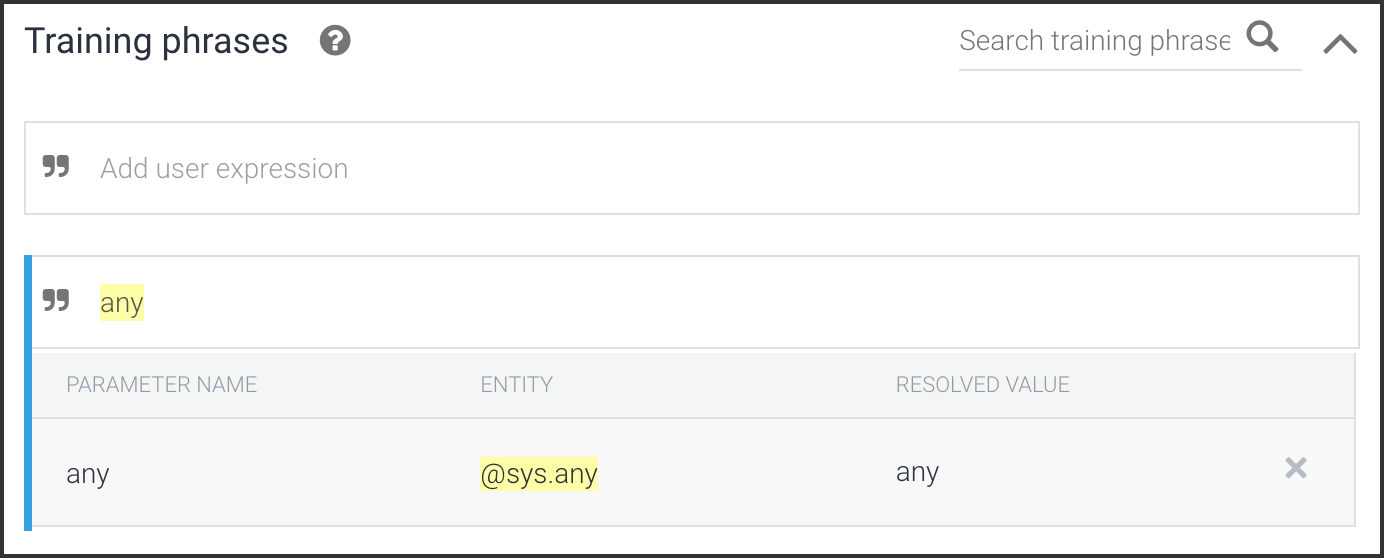 Training phrases ?
Search training phrase
Add user expression
any
PARAMETER NAME ENTITY RESOLVED VALUE
any @sys.any any